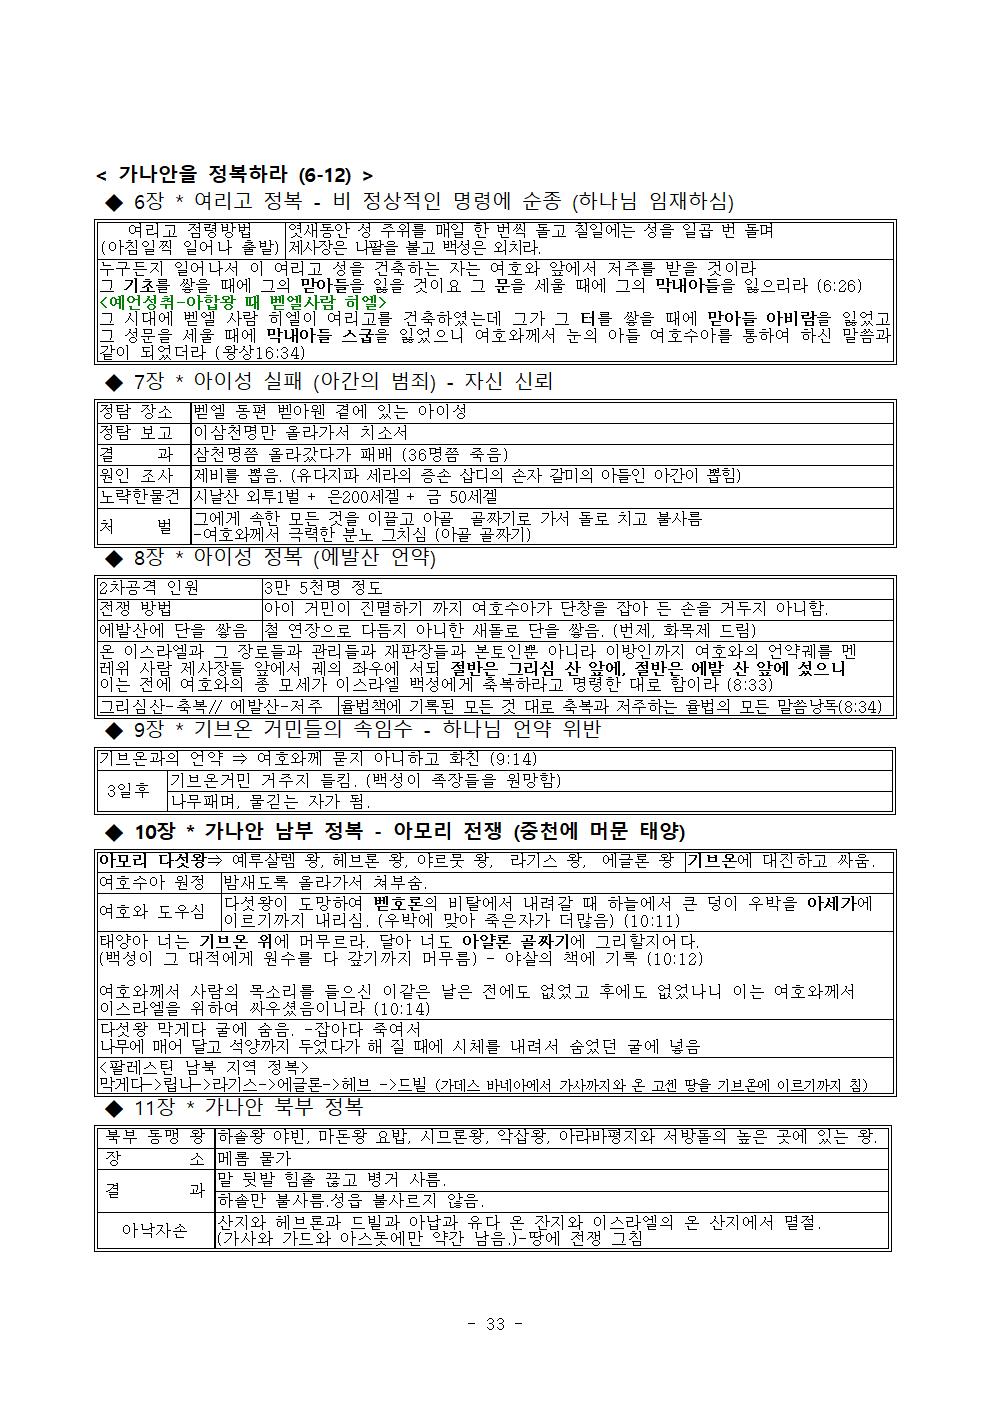 < 가나안을 정복하라 (6-12) >
◆ 6장 * 여리고 정복 - 비 정상적인 명령에 순종 (하나님 임재하심)
여리고 점령방법
(아침일찍 일어나 출발)
엿새동안 성 주위를 매일 한 번씩 돌고 칠일에는 성을 일곱 번 돌며
제사장은 나팔을 불고 백성은 외치라.
누구든지 일어나서 이 여리고 성을 건축하는 자는 여호와 앞에서 저주를 받을 것이라
그 기초를 쌓을 때에 그의 맏아들을 잃을 것이요 그 문을 세울 때에 그의 막내아들을 잃으리라 (6:26)
<예언성취-아합왕 때 벧엘사람 히엘>
그 시대에 벧엘 사람 히엘이 여리고를 건축하였는데 그가 그 터를 쌓을 때에 맏아들 아비람을 잃었고
그 성문을 세울 때에 막내아들 스굽을 잃었으니 여호와께서 눈의 아들 여호수아를 통하여 하신 말씀과
같이 되었더라 (왕상16:34)
◆ 7장 * 아이성 실패 (아간의 범죄) - 자신 신뢰
정탐 장소 벧엘 동편 벧아웬 곁에 있는 아이성
정탐 보고 이삼천명만 올라가서 치소서
결 과 삼천명쯤 올라갔다가 패배 (36명쯤 죽음)
원인 조사 제비를 뽑음. (유다지파 세라의 증손 삽디의 손자 갈미의 아들인 아간이 뽑힘)
노략한물건 시날산 외투1벌 + 은200세겔 + 금 50세겔
처 벌
그에게 속한 모든 것을 이끌고 아골 골짜기로 가서 돌로 치고 불사름
-여호와께서 극력한 분노 그치심 (아골 골짜기)
◆ 8장 * 아이성 정복 (에발산 언약)
2차공격 인원 3만 5천명 정도
전쟁 방법 아이 거민이 진멸하기 까지 여호수아가 단창을 잡아 든 손을 거두지 아니함.
에발산에 단을 쌓음 철 연장으로 다듬지 아니한 새돌로 단을 쌓음. (번제, 화목제 드림)
온 이스라엘과 그 장로들과 관리들과 재판장들과 본토인뿐 아니라 이방인까지 여호와의 언약궤를 멘
레위 사람 제사장들 앞에서 궤의 좌우에 서되 절반은 그리심 산 앞에, 절반은 에발 산 앞에 섰으니
이는 전에 여호와의 종 모세가 이스라엘 백성에게 축복하라고 명령한 대로 함이라 (8:33)
그리심산-축복// 에발산-저주 율법책에 기록된 모든 것 대로 축복과 저주하는 율법의 모든 말씀낭독(8:34)
◆ 9장 * 기브온 거민들의 속임수 - 하나님 언약 위반
기브온과의 언약 ⇒ 여호와께 묻지 아니하고 화친 (9:14)
3일후
기브온거민 거주지 들킴. (백성이 족장들을 원망함)
나무패며, 물긷는 자가 됨.
◆ 10장 * 가나안 남부 정복 - 아모리 전쟁 (중천에 머문 태양)
아모리 다섯왕⇒ 예루살렘 왕, 헤브론 왕, 야르뭇 왕, 라기스 왕, 에글론 왕 기브온에 대진하고 싸움.
여호수아 원정 밤새도록 올라가서 쳐부숨.
여호와 도우심
다섯왕이 도망하여 벧호론의 비탈에서 내려갈 때 하늘에서 큰 덩이 우박을 아세가에
이르기까지 내리심. (우박에 맞아 죽은자가 더많음) (10:11)
태양아 너는 기브온 위에 머무르라. 달아 너도 아얄론 골짜기에 그리할지어다.
(백성이 그 대적에게 원수를 다 갚기까지 머무름) - 야살의 책에 기록 (10:12)
여호와께서 사람의 목소리를 들으신 이같은 날은 전에도 없었고 후에도 없었나니 이는 여호와께서
이스라엘을 위하여 싸우셨음이니라 (10:14)
다섯왕 막게다 굴에 숨음. -잡아다 죽여서
나무에 매어 달고 석양까지 두었다가 해 질 때에 시체를 내려서 숨었던 굴에 넣음
<팔레스틴 남북 지역 정복>
막게다->립나->라기스->에글론->헤브 ->드빌 (가데스 바네아에서 가사까지와 온 고센 땅을 기브온에 이르기까지 침)
◆ 11장 * 가나안 북부 정복
북부 동맹 왕 하솔왕 야빈, 마돈왕 요밥, 시므론왕, 악삽왕, 아라바평지와 서방돌의 높은 곳에 있는 왕.
장 소 메롬 물가
결 과
말 뒷발 힘줄 끊고 병거 사름.
하솔만 불사름.성읍 불사르지 않음.
아낙자손
산지와 헤브론과 드빌과 아납과 유다 온 잔지와 이스라엘의 온 산지에서 멸절.
(가사와 가드와 아스돗에만 약간 남음.)-땅에 전쟁 그침
- 33 -